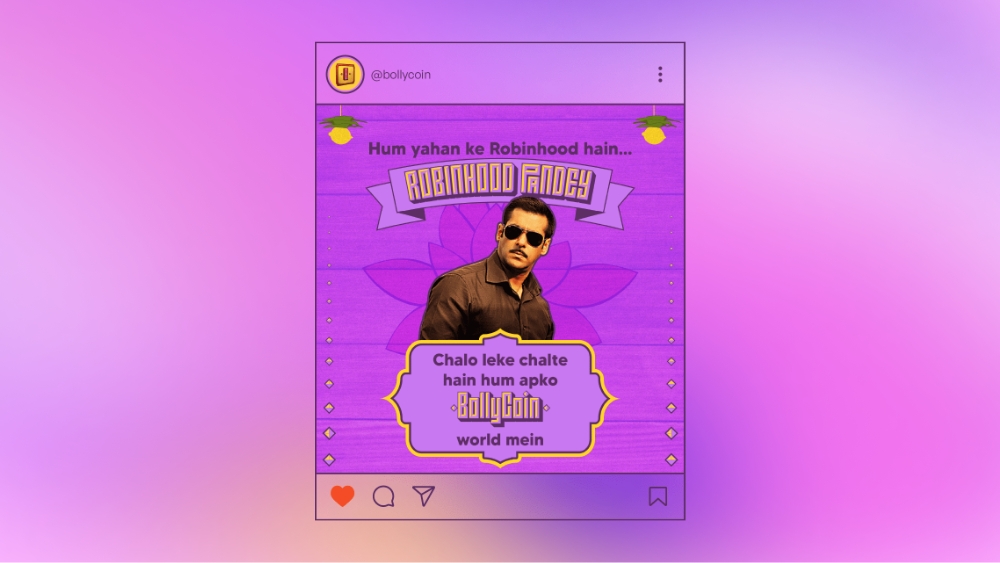 @bollycoin
Hum yahan ke Robinhood hain...
ROBINHOOD PANDEY
Chalo leke chalte
hain hum apko
BollyCoin
world mein